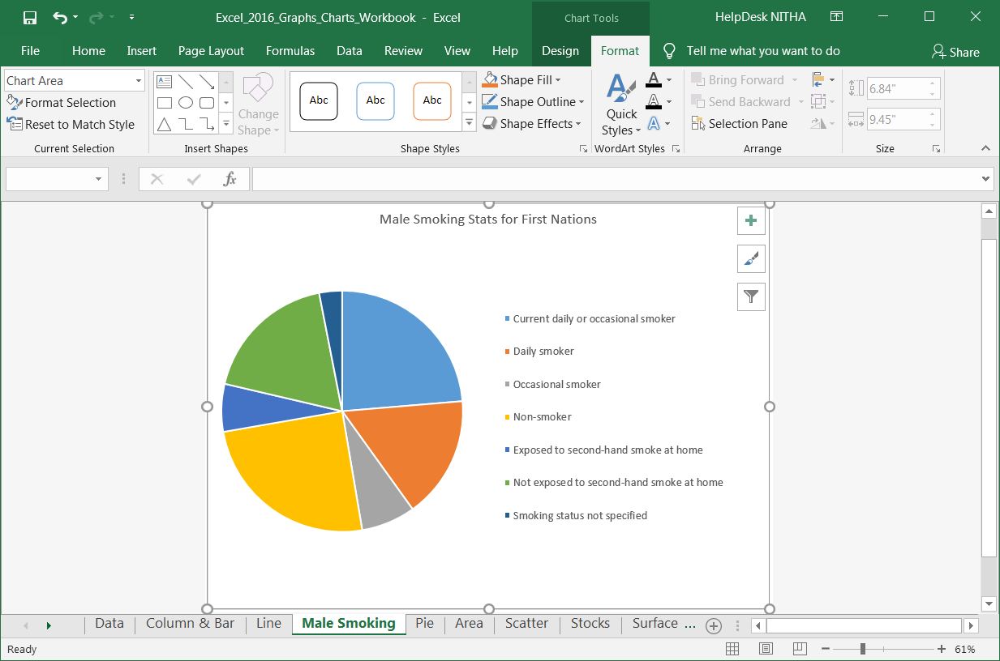 Excel_2016_Graphs_Charts_Workbook - Excel
Chart Tools
HelpDesk NITHA
File Home Insert Page Layout Formulas Data Review View Help Design Format Tell me what you want to do Share
Chart Area
Format Selection
Reset to Match Style
Current Selection
Change
Shape
Insert Shapes
Abc Abc Abc
Shape Fill
Shape Outline
Shape Effects
Shape Styles
A
Quick
Styles
A
A
A
WordArt Styles
Bring Forward
Send Backward
Selection Pane
Arrange
6.84"
9.45"
Size
fx
Male Smoking Stats for First Nations
Current daily or occasional smoker
Daily smoker
Occasional smoker
Non-smoker
Exposed to second-hand smoke at home
Not exposed to second-hand smoke at home
Smoking status not specified
Data Column & Bar Line Male Smoking Pie Area Scatter Stocks Surface ...
Ready
61%